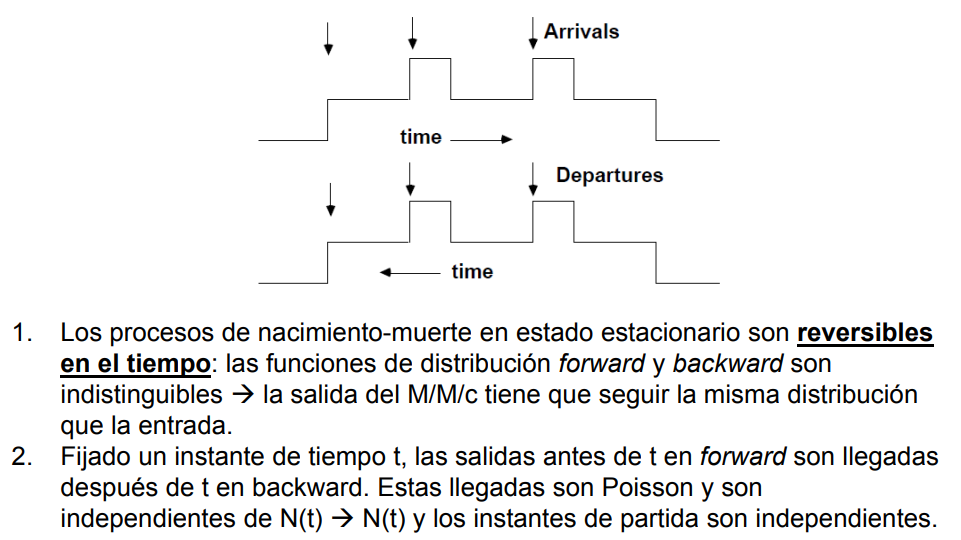 Arrivals
time
Departures
time
1. Los procesos de nacimiento-muerte en estado estacionario son reversibles
en el tiempo: las funciones de distribución forward y backward son
indistinguibles → la salida del M/M/c tiene que seguir la misma distribución
que la entrada.
2. Fijado un instante de tiempo t, las salidas antes de t en forward son llegadas
después de t en backward. Estas llegadas son Poisson y son
independientes de N(t) → N(t) y los instantes de partida son independientes.